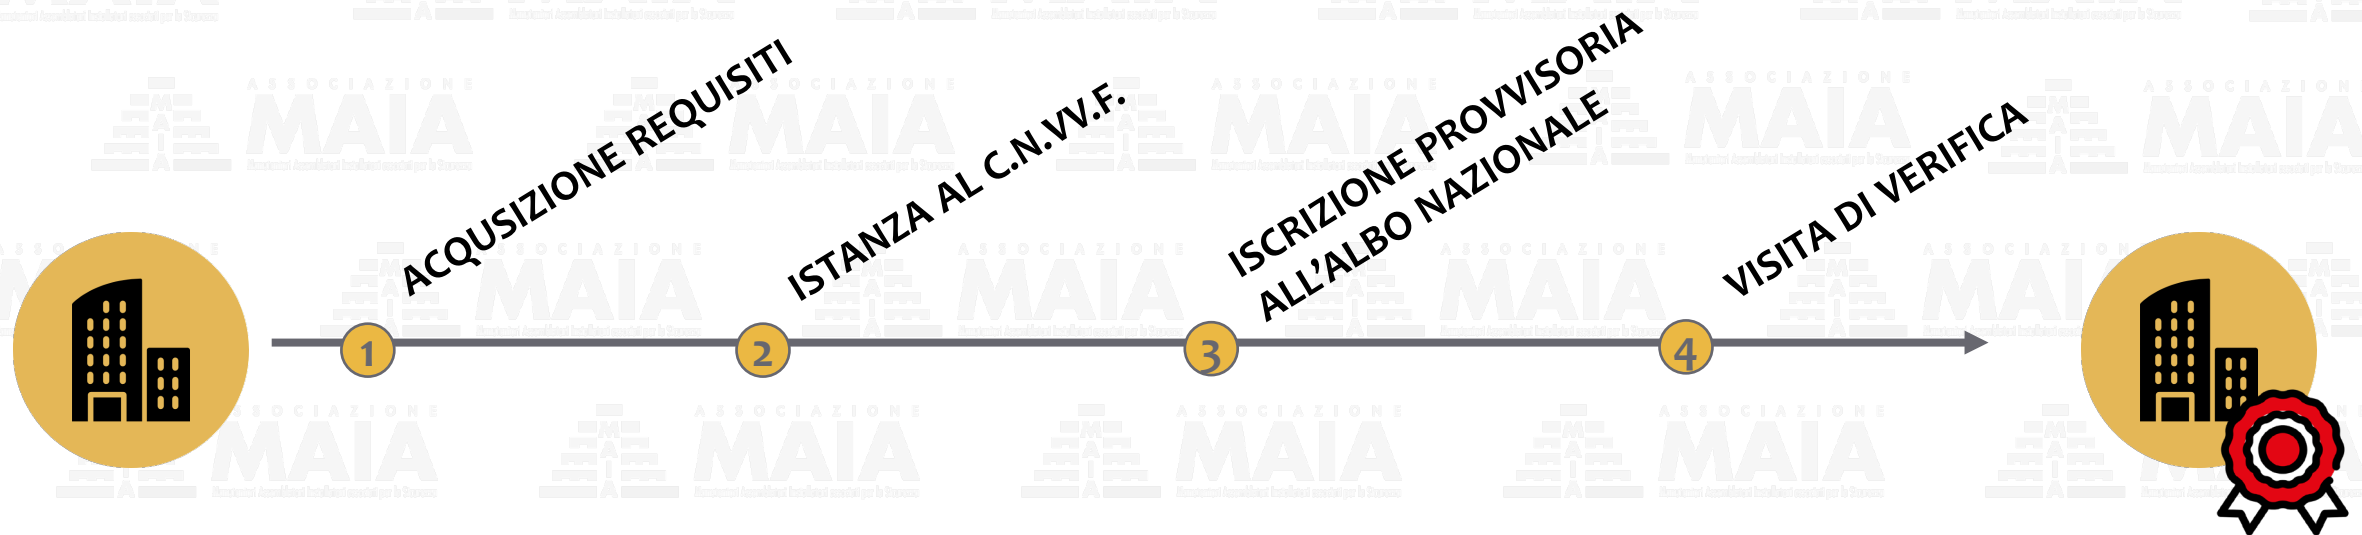 ACQUSIZIONE REQUISITI
ISTANZA AL C.N.VV.F.
ISCRIZIONE PROVVISORIA
ALL'ALBO NAZIONALE
VISITA DI VERIFICA
1
2
3
4
ASSOCIAZIONE
MAIA